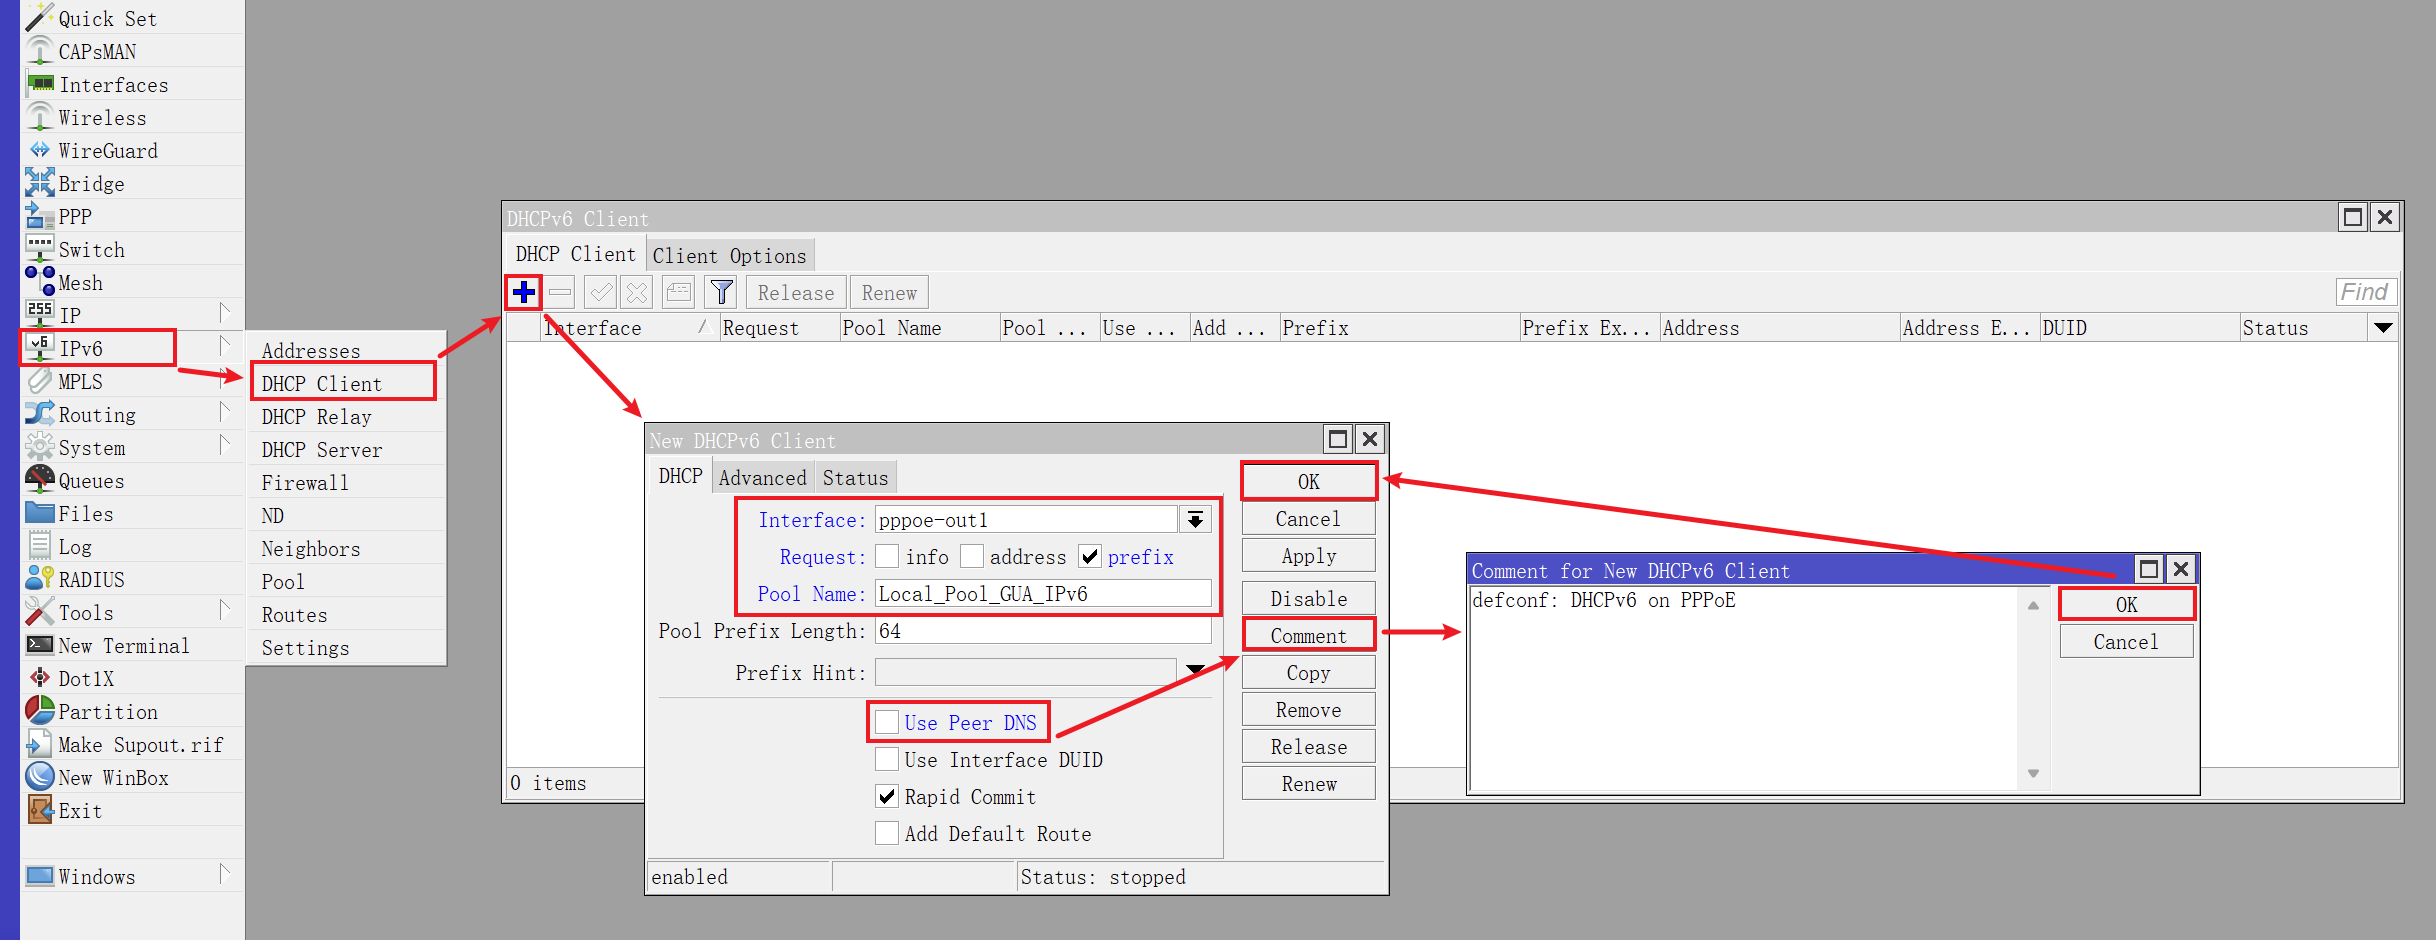 Quick Set
CAPsMAN
Interfaces
Wireless
WireGuard
Bridge
PPP
Switch
Mesh
255 IP
v6 IPv6
MPLS
Routing
System
Queues
Files
Log
RADIUS
Tools
New Terminal
Dot1X
Partition
Make Supout.rif
New WinBox
Exit
Windows
Addresses
DHCP Client
DHCP Relay
DHCP Server
Firewall
ND
Neighbors
Pool
Routes
Settings
DHCPv6 Client
DHCP Client Client Options
Release Renew Find
Interface Request Pool Name Pool ... Use ... Add ... Prefix Prefix Ex... Address Address E... DUID Status
0 items
New DHCPv6 Client
DHCP Advanced Status
Interface: pppoe-out1
Request: info address prefix
Pool Name: Local_Pool_GUA_IPv6
Pool Prefix Length: 64
Prefix Hint:
Use Peer DNS
Use Interface DUID
Rapid Commit
Add Default Route
OK
Cancel
Apply
Disable
Comment
Copy
Remove
Release
Renew
enabled Status: stopped
Comment for New DHCPv6 Client
defconf: DHCPv6 on PPPoE
OK
Cancel